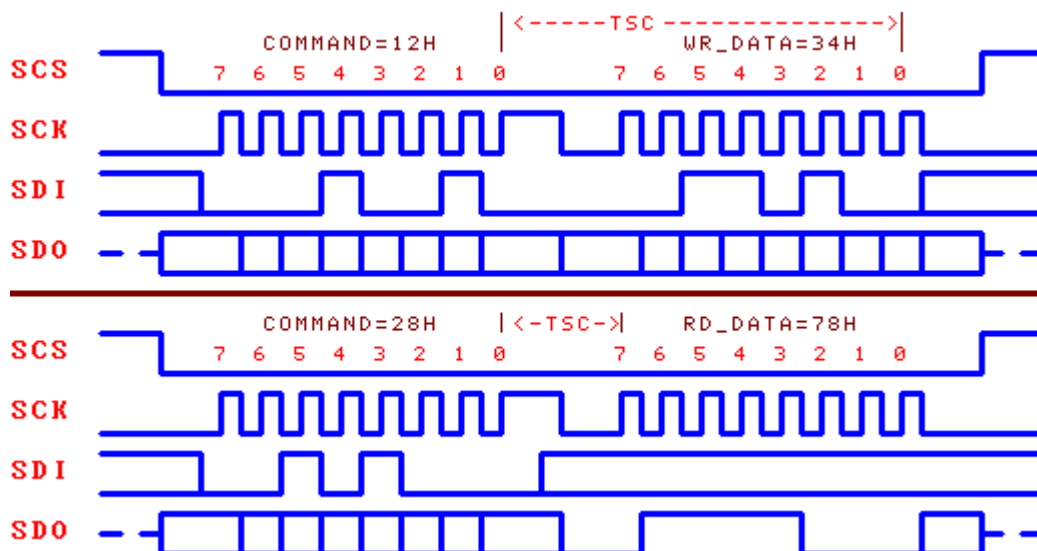 <-----TSC --------------->
COMMAND=12H WR_DATA=34H
SCS 7 6 5 4 3 2 1 0 7 6 5 4 3 2 1 0
SCK
SDI
SDO
COMMAND=28H |<-TSC->| RD_DATA=78H
SCS 7 6 5 4 3 2 1 0 7 6 5 4 3 2 1 0
SCK
SDI
SDO